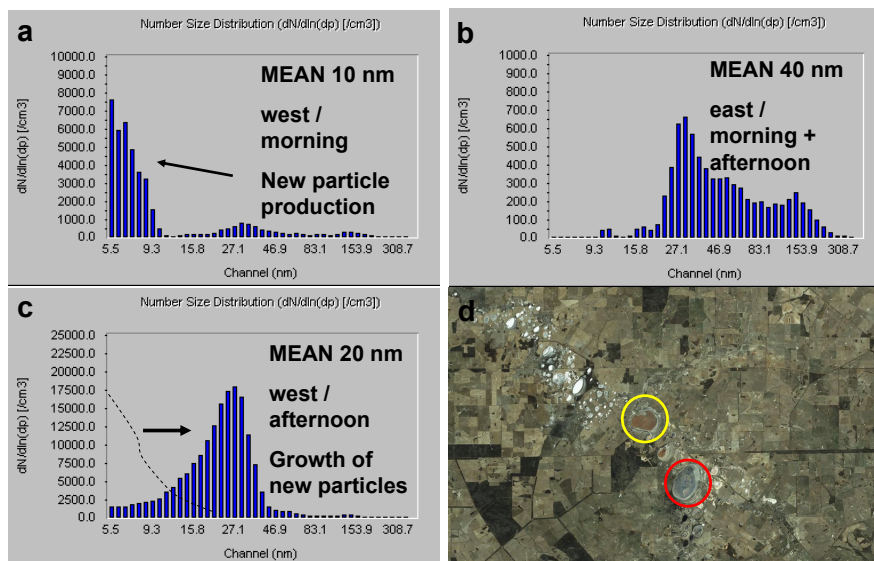 a
Number Size Distribution (dN/dln(dp) [/cm3])
dN/dln(dp) [/cm3]
10000.0
9000.0
8000.0
7000.0
6000.0
5000.0
4000.0
3000.0
2000.0
1000.0
0.0
5.5 9.3 15.8 27.1 46.9 83.1 153.9 308.7
Channel (nm)
MEAN 10 nm
west /
morning
New particle
production
b
Number Size Distribution (dN/dln(dp) [/cm3])
dN/dln(dp) [/cm3]
1000.0
900.0
800.0
700.0
600.0
500.0
400.0
300.0
200.0
100.0
0.0
5.5 9.3 15.8 27.1 46.9 83.1 153.9 308.7
Channel (nm)
MEAN 40 nm
east /
morning +
afternoon
c
Number Size Distribution (dN/dln(dp) [/cm3])
dN/dln(dp) [/cm3]
25000.0
22500.0
20000.0
17500.0
15000.0
12500.0
10000.0
7500.0
5000.0
2500.0
0.0
5.5 9.3 15.8 27.1 46.9 83.1 153.9 308.7
Channel (nm)
MEAN 20 nm
west /
afternoon
Growth of
new particles
d